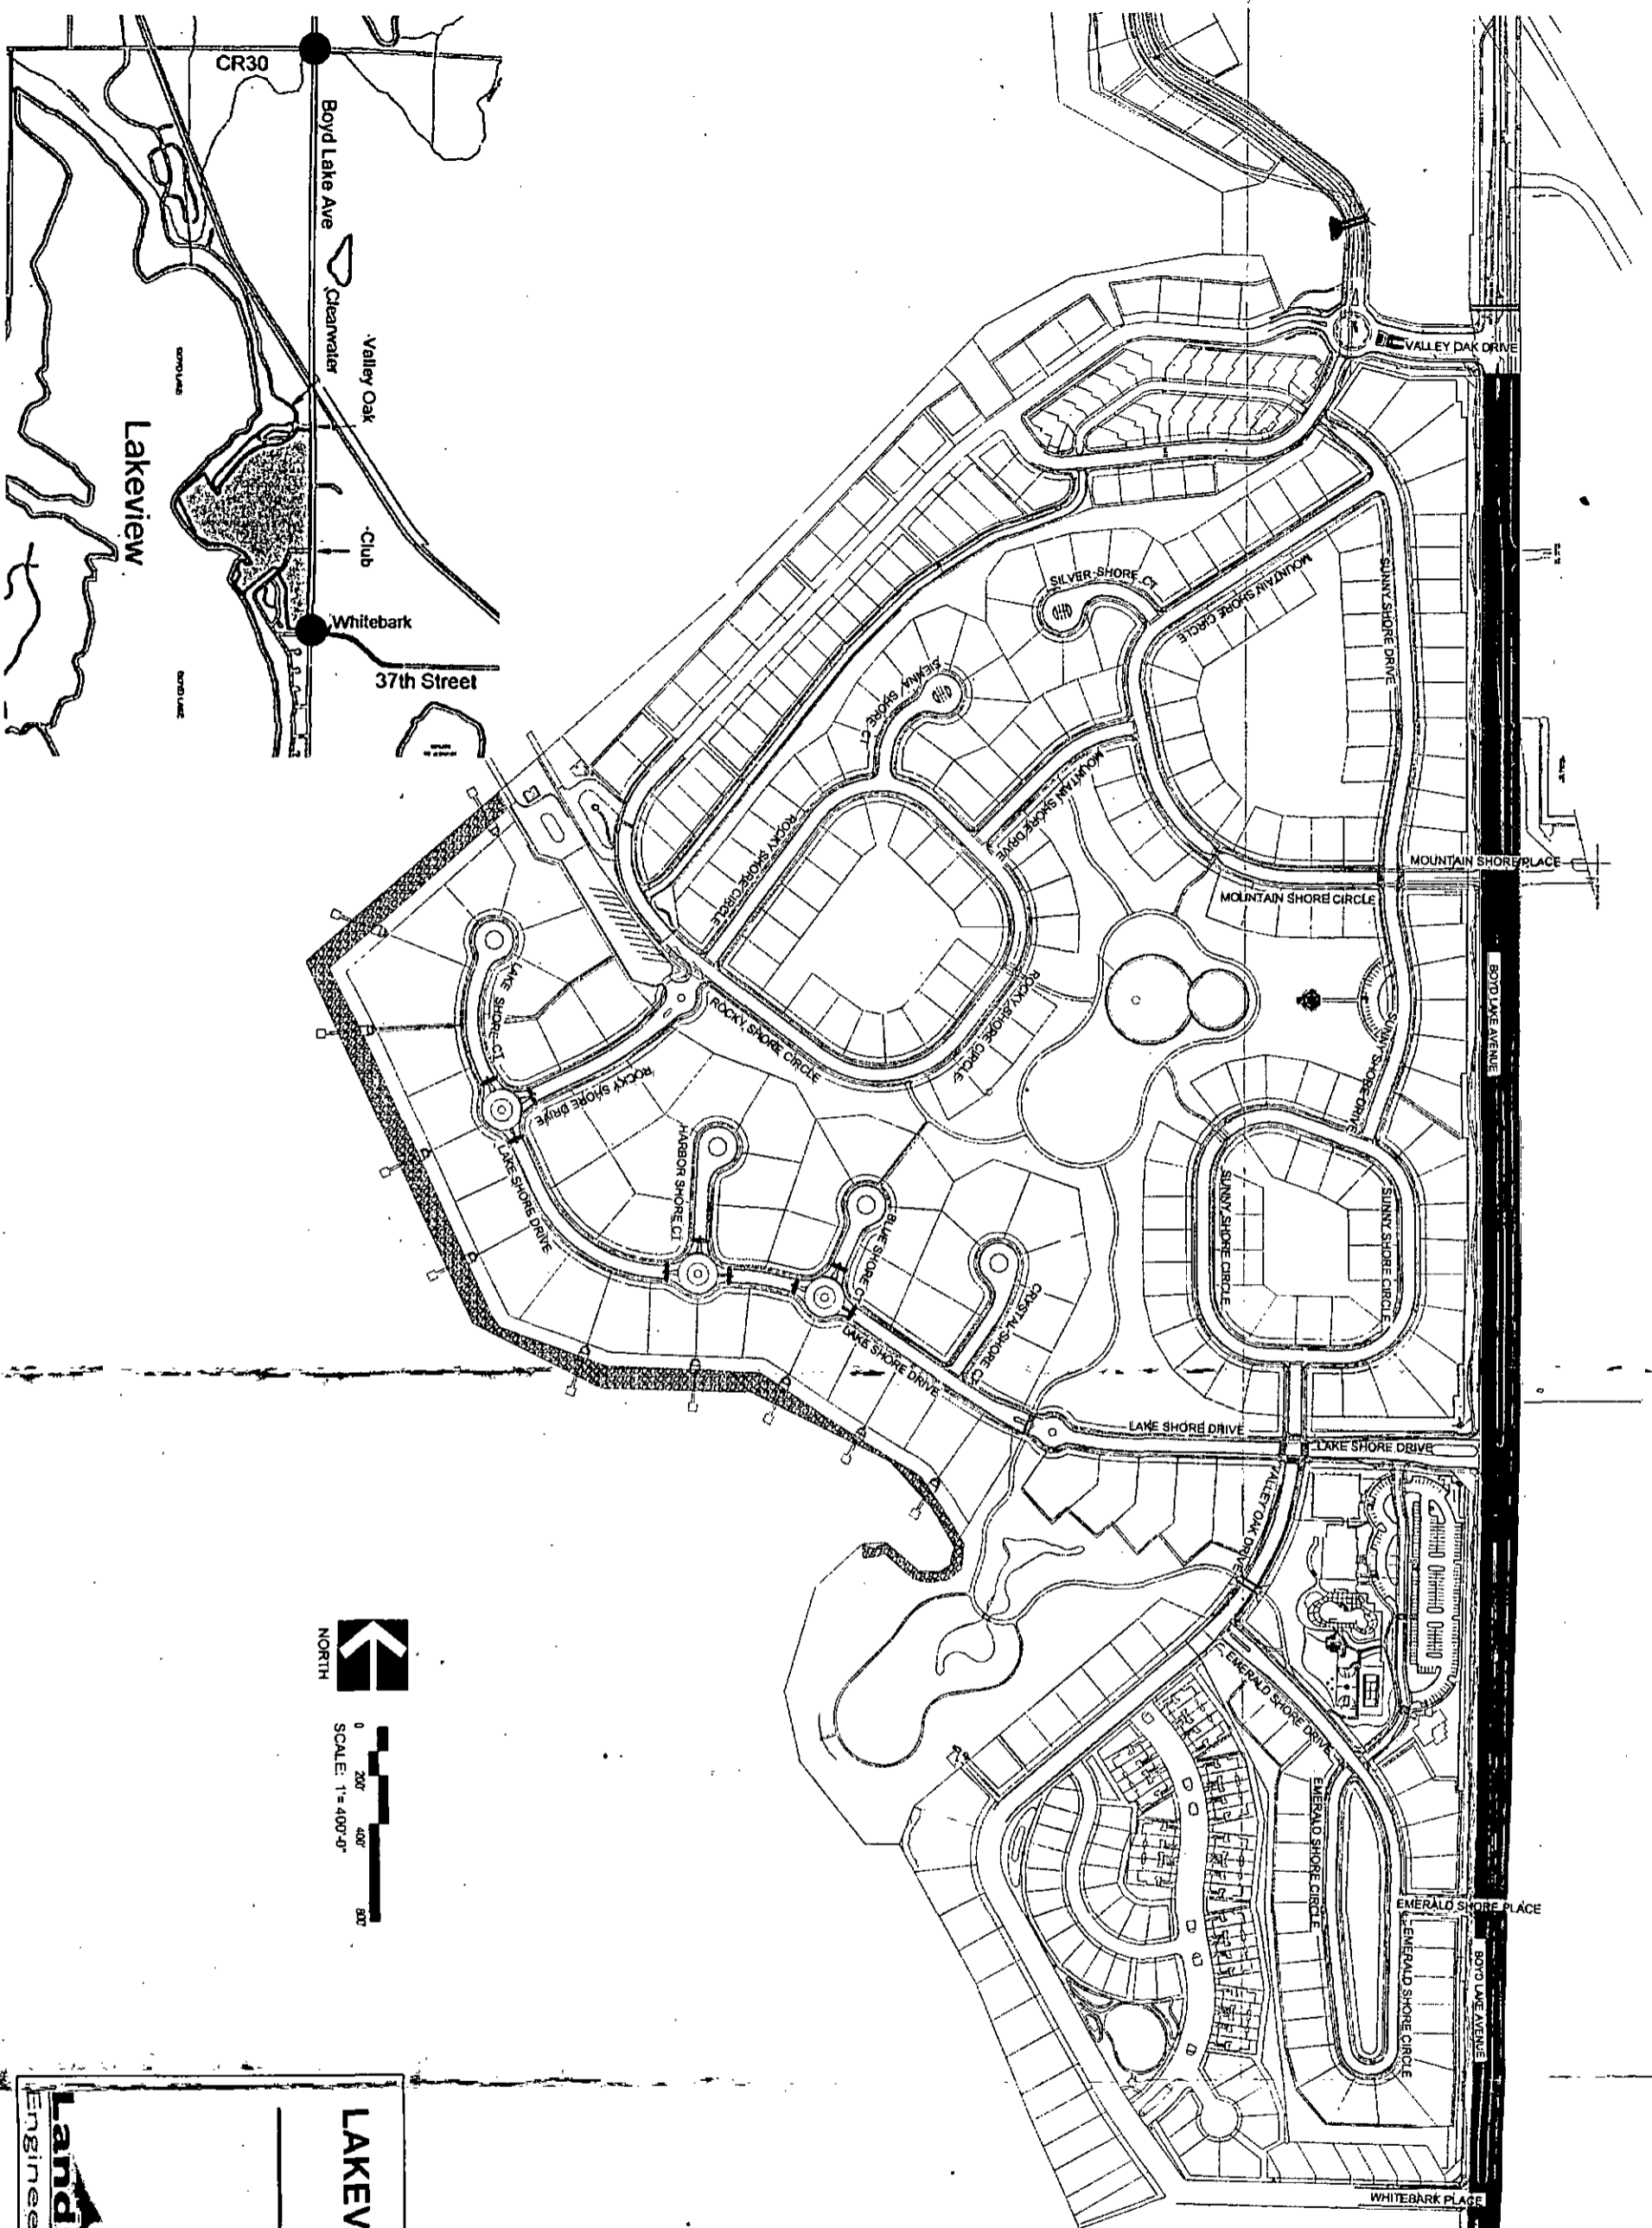 CR30
Boyd Lake Ave
Clearwater
-Valley Oak
-Club
Whitebark
37th Street
Lakeview
BOYD LAKE
BOYD LAKE
VALLEY OAK DRIVE
SUNNY SHORE DRIVE
MOUNTAIN SHORE CIRCLE
SILVER SHORE CT
SIENNA SHORE CT
MOUNTAIN SHORE DRIVE
MOUNTAIN SHORE PLACE
MOUNTAIN SHORE CIRCLE
ROCKY SHORE CIRCLE
ROCKY SHORE CIRCLE
ROCKY SHORE CIRCLE
BOYD LAKE AVENUE
SUNNY SHORE DRIVE
LAKE SHORE CT
ROCKY SHORE DRIVE
HARBOR SHORE CT
LAKE SHORE DRIVE
BLUE SHORE CT
CRYSTAL SHORE CT
SUNNY SHORE CIRCLE
SUNNY SHORE CIRCLE
LAKE SHORE DRIVE
LAKE SHORE DRIVE
LAKE SHORE DRIVE
VALLEY OAK DRIVE
EMERALD SHORE DRIVE
EMERALD SHORE CIRCLE
EMERALD SHORE PLACE
EMERALD SHORE CIRCLE
BOYD LAKE AVENUE
WHITEBARK PLACE
NORTH
0 200' 400' 800'
SCALE: 1"= 400'-0"
LAKEV
Land
Enginee